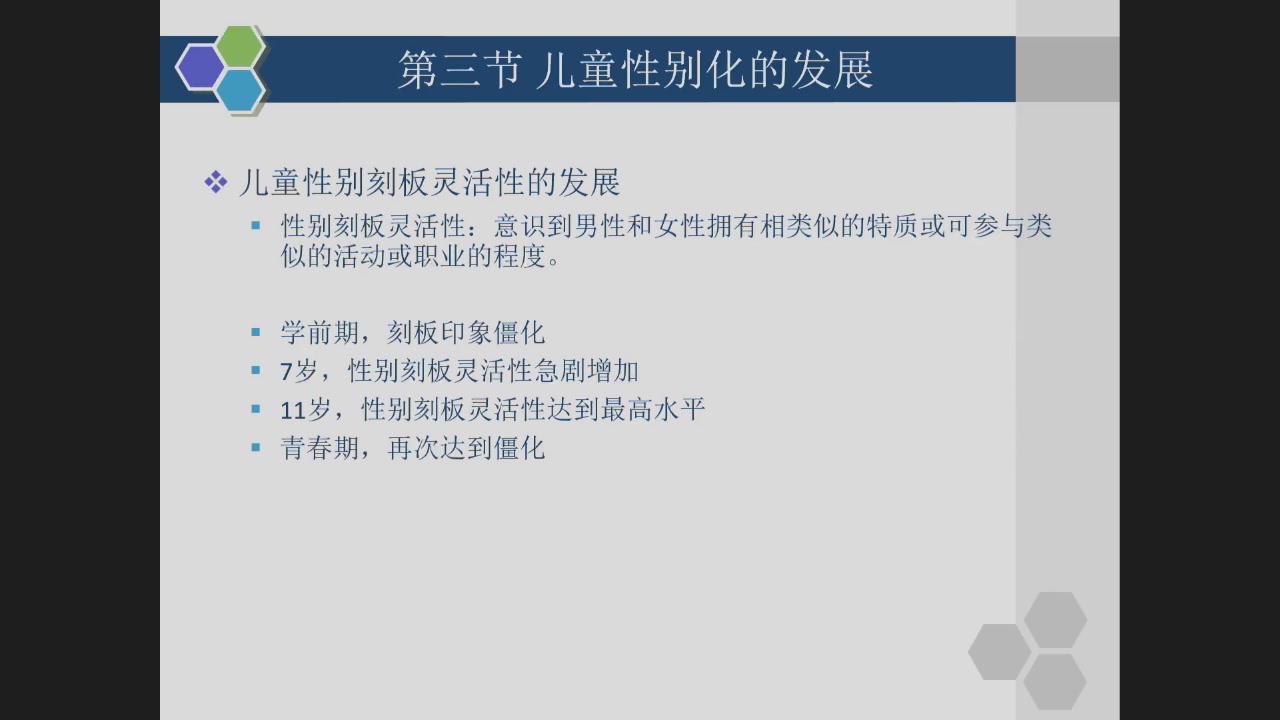 第三节 儿童性别化的发展
儿童性别刻板灵活性的发展
性别刻板灵活性：意识到男性和女性拥有相类似的特质或可参与类
似的活动或职业的程度。
学前期，刻板印象僵化
7岁，性别刻板灵活性急剧增加
11岁，性别刻板灵活性达到最高水平
青春期，再次达到僵化